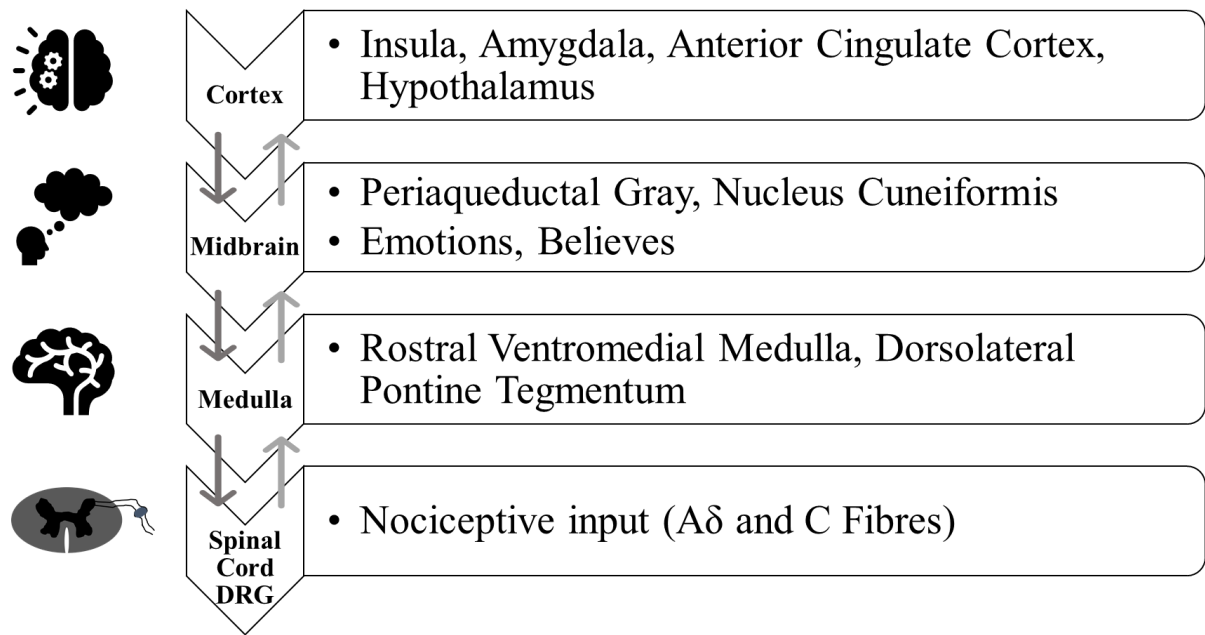 Cortex
• Insula, Amygdala, Anterior Cingulate Cortex,
Hypothalamus
Midbrain
• Periaqueductal Gray, Nucleus Cuneiformis
• Emotions, Believes
Medulla
• Rostral Ventromedial Medulla, Dorsolateral
Pontine Tegmentum
Spinal
Cord
DRG
• Nociceptive input (Aδ and C Fibres)